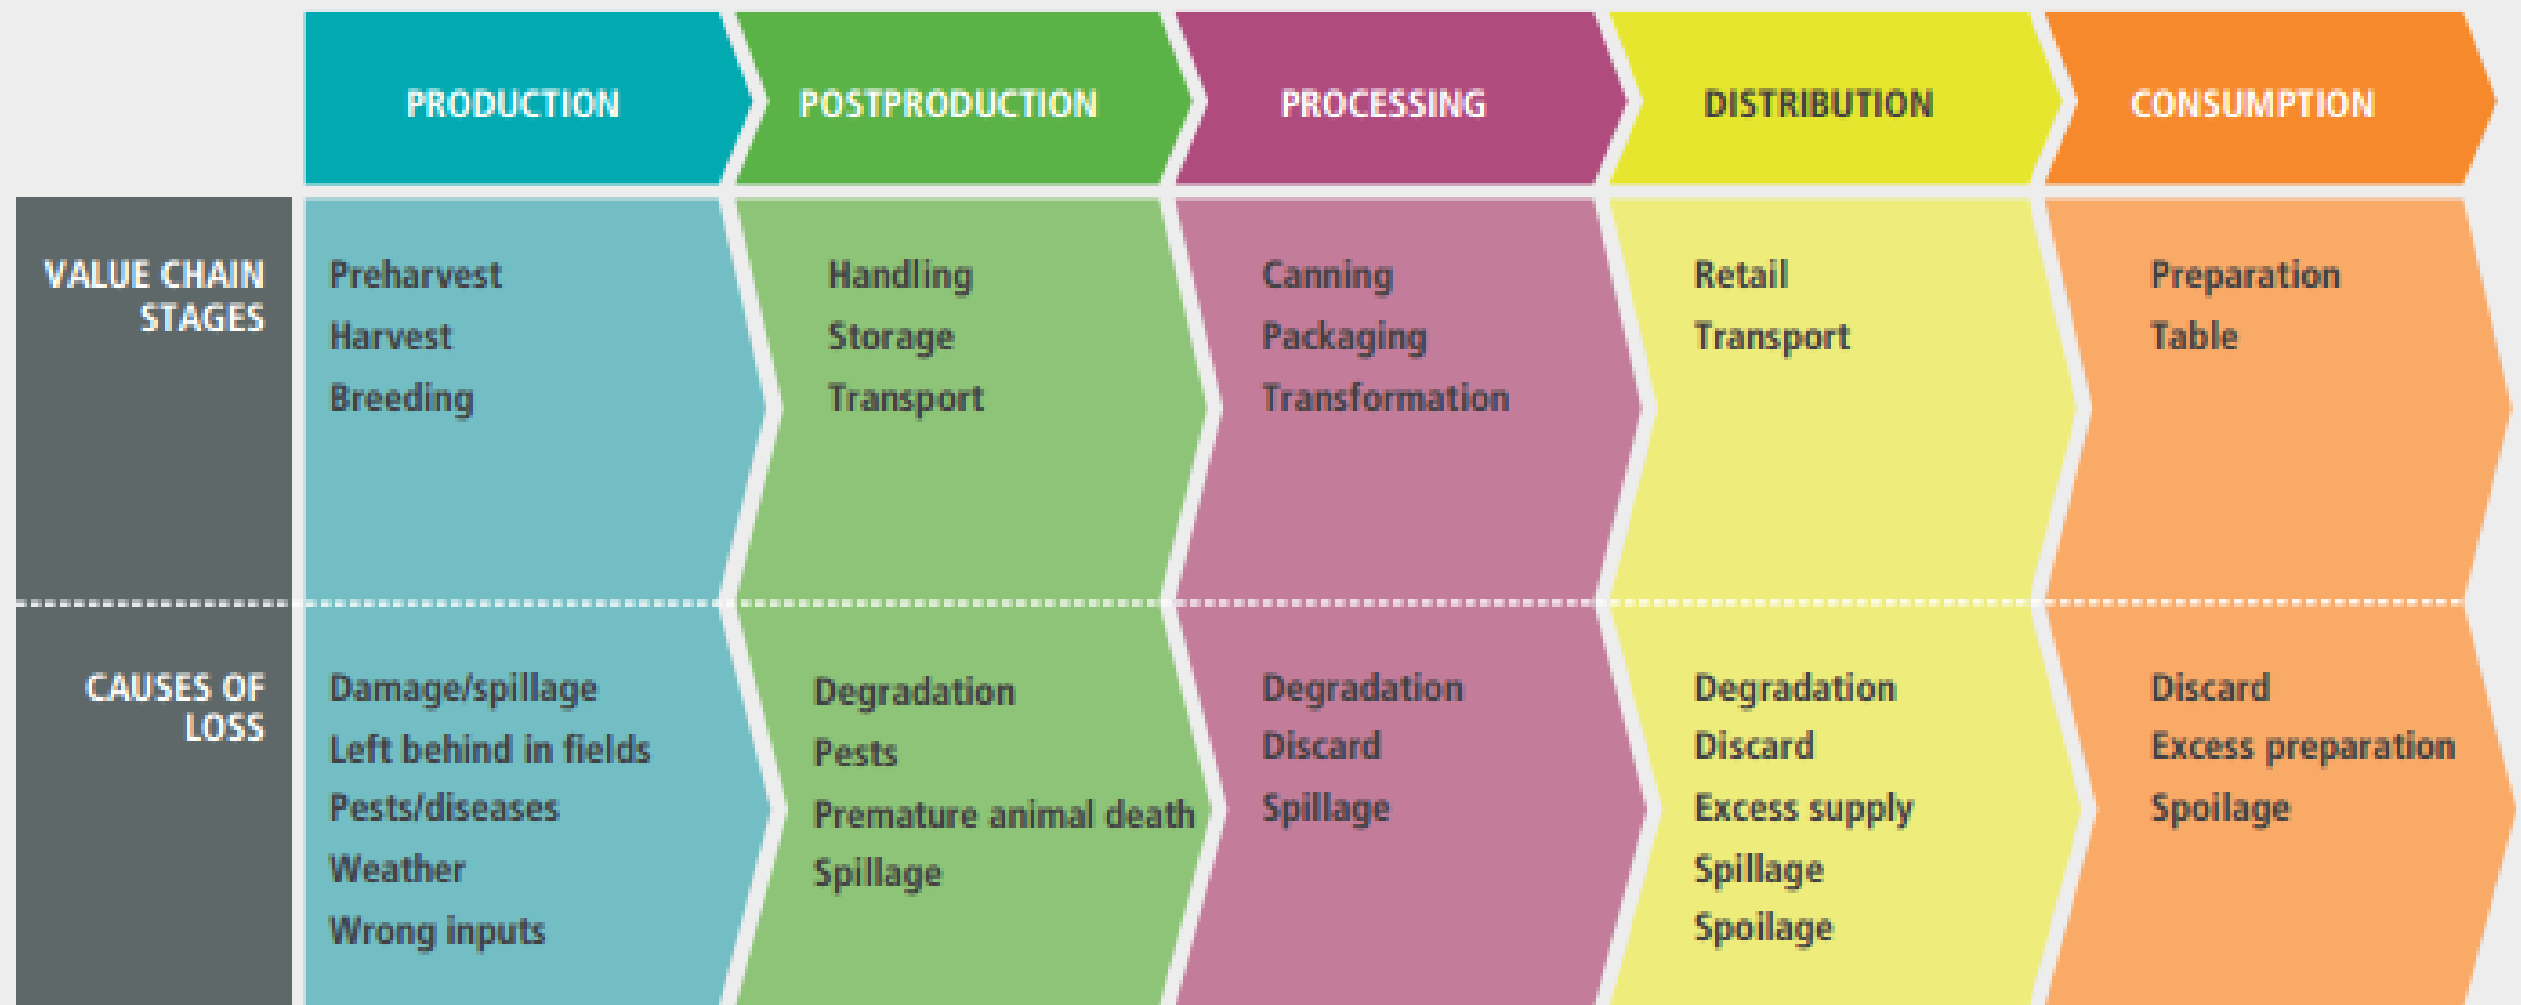 PRODUCTION
POSTPRODUCTION
PROCESSING
DISTRIBUTION
CONSUMPTION
VALUE CHAIN
STAGES
Preharvest
Harvest
Breeding
Handling
Storage
Transport
Canning
Packaging
Transformation
Retail
Transport
Preparation
Table
CAUSES OF
LOSS
Damage/spillage
Left behind in fields
Pests/diseases
Weather
Wrong inputs
Degradation
Pests
Premature animal death
Spillage
Degradation
Discard
Spillage
Degradation
Discard
Excess supply
Spillage
Spoilage
Discard
Excess preparation
Spoilage